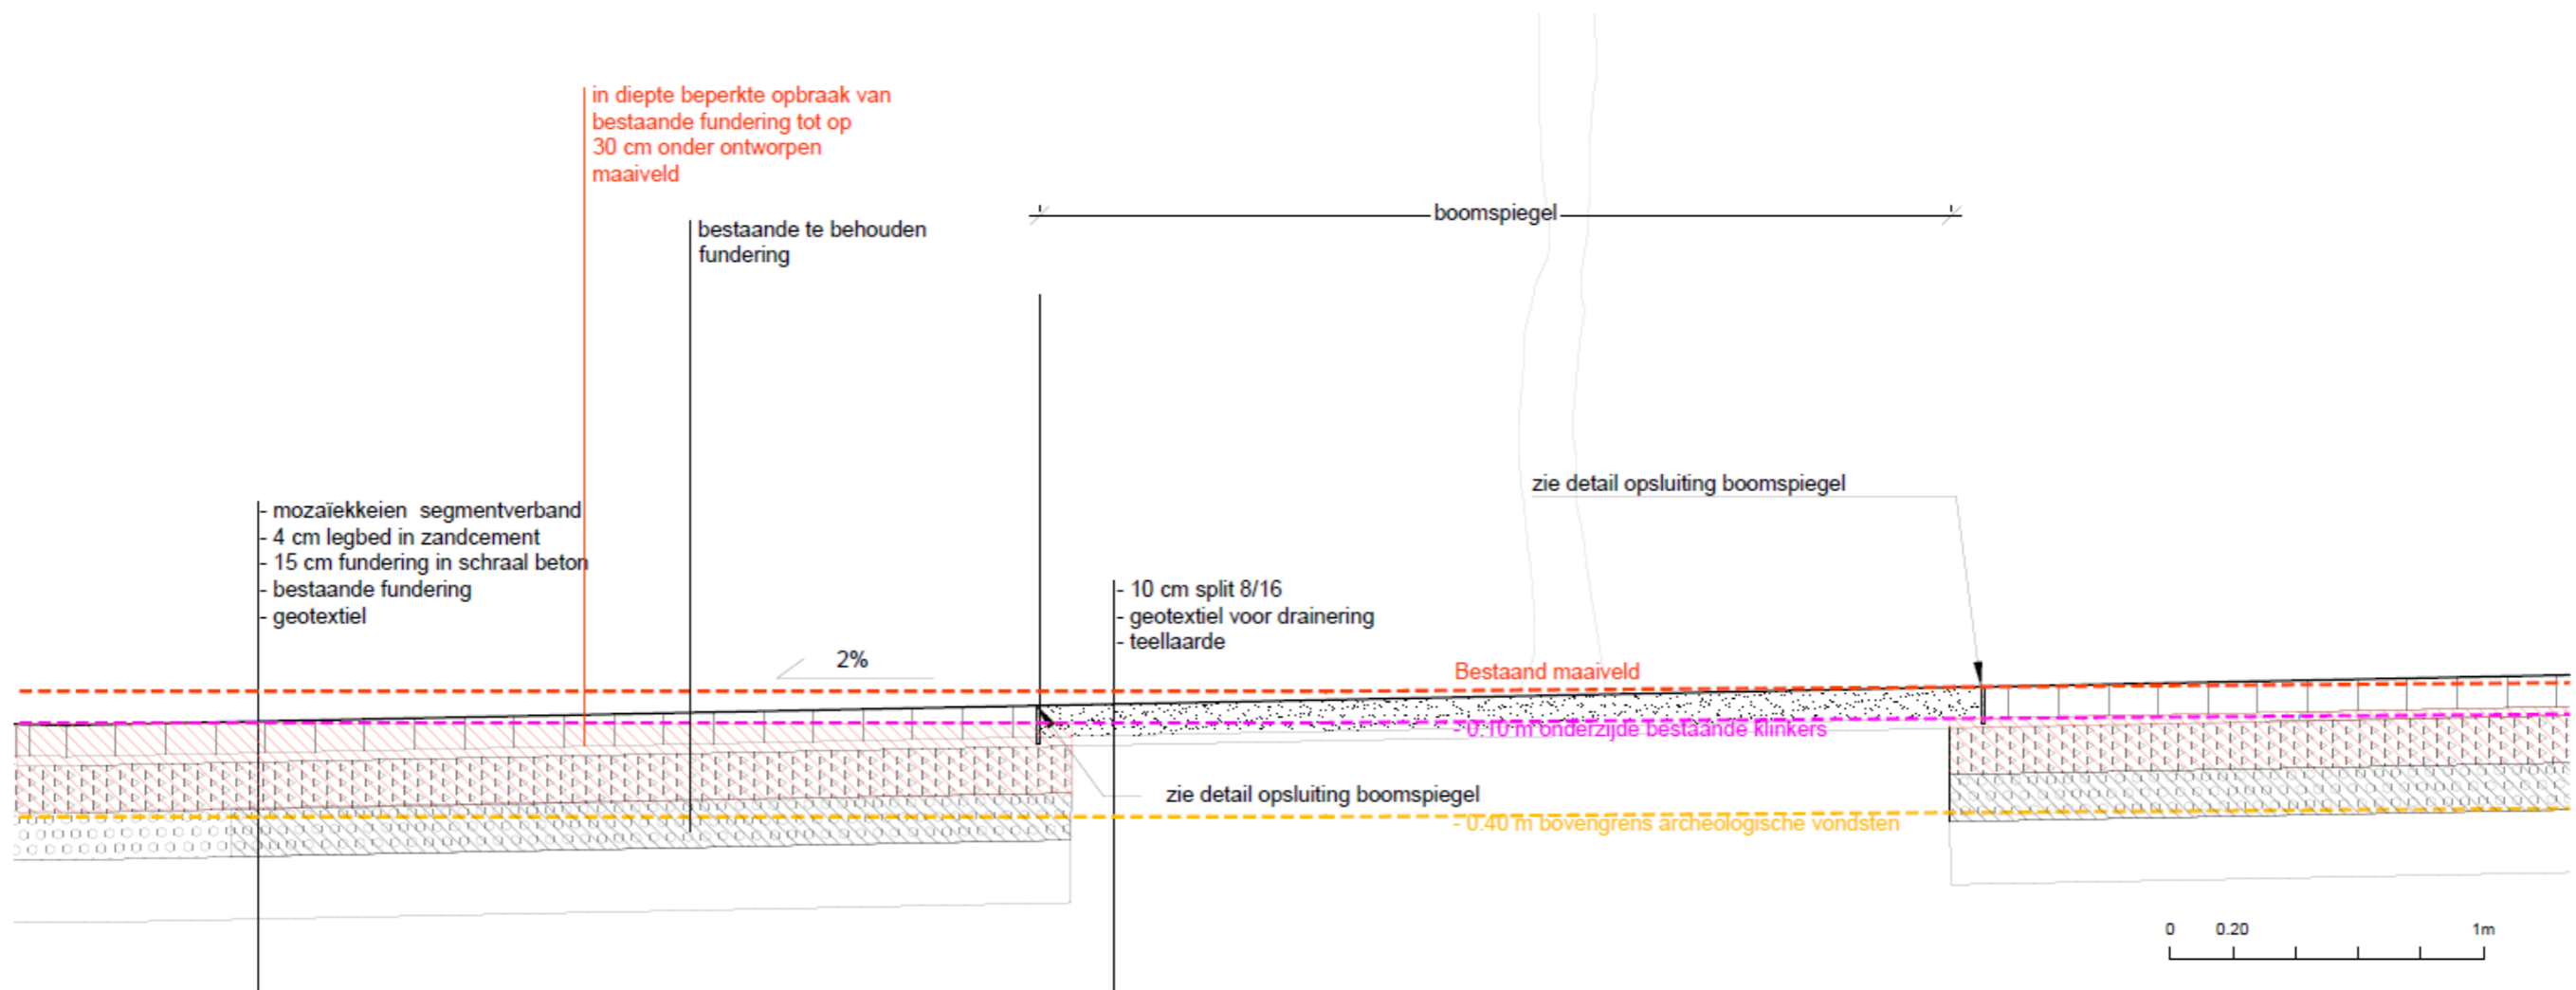 in diepte beperkte opbraak van
bestaande fundering tot op
30 cm onder ontworpen
maaiveld
bestaande te behouden
fundering
boomspiegel
zie detail opsluiting boomspiegel
- mozaïekkeien segmentverband
- 4 cm legbed in zandcement
- 15 cm fundering in schraal beton
- bestaande fundering
- geotextiel
- 10 cm split 8/16
- geotextiel voor drainering
- teellaarde
2%
Bestaand maaiveld
- 0.10 m onderzijde bestaande klinkers
zie detail opsluiting boomspiegel
- 0.40 m bovengrens archeologische vondsten
0 0.20 1m